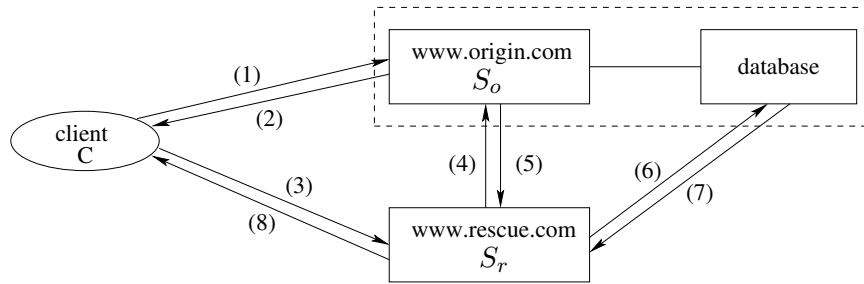 www.origin.com
S_o
database
(1)
(2)
client
C
(3)
(4)
(5)
(6)
(7)
(8)
www.rescue.com
S_r